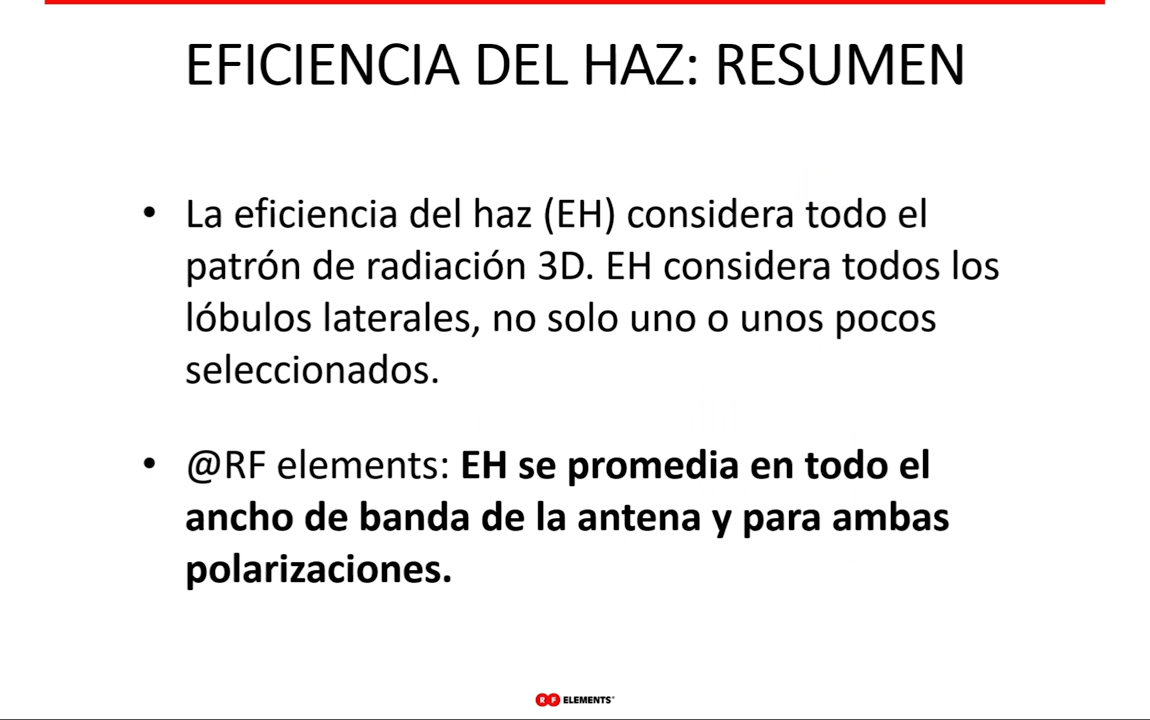 EFICIENCIA DEL HAZ: RESUMEN
• La eficiencia del haz (EH) considera todo el
patrón de radiación 3D. EH considera todos los
lóbulos laterales, no solo uno o unos pocos
seleccionados.
• @RF elements: EH se promedia en todo el
ancho de banda de la antena y para ambas
polarizaciones.
RF ELEMENTS